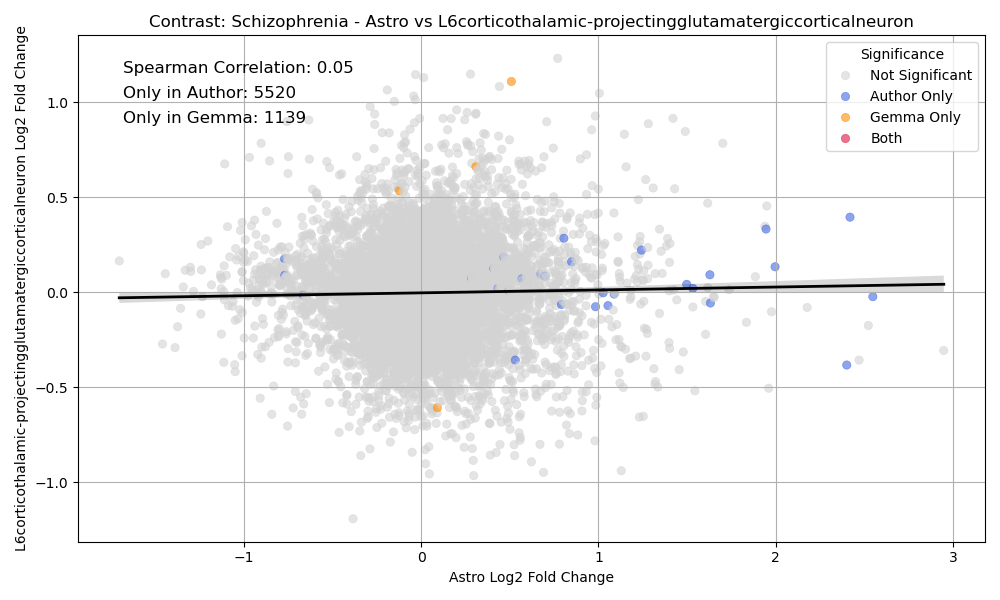 Contrast: Schizophrenia - Astro vs L6corticothalamic-projectingglutamatergiccorticalneuron
L6corticothalamic-projectingglutamatergiccorticalneuron Log2 Fold Change
Spearman Correlation: 0.05
Only in Author: 5520
Only in Gemma: 1139
Significance
Not Significant
Author Only
Gemma Only
Both
1.0
0.5
0.0
−0.5
−1.0
−1
0
1
2
3
Astro Log2 Fold Change